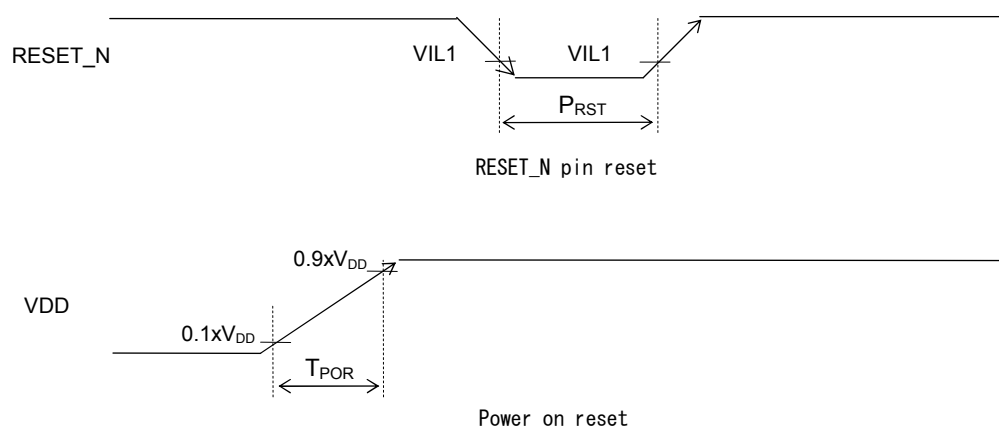 RESET_N
VIL1
VIL1
PRST
RESET_N pin reset
0.9xVDD
VDD
0.1xVDD
TPOR
Power on reset